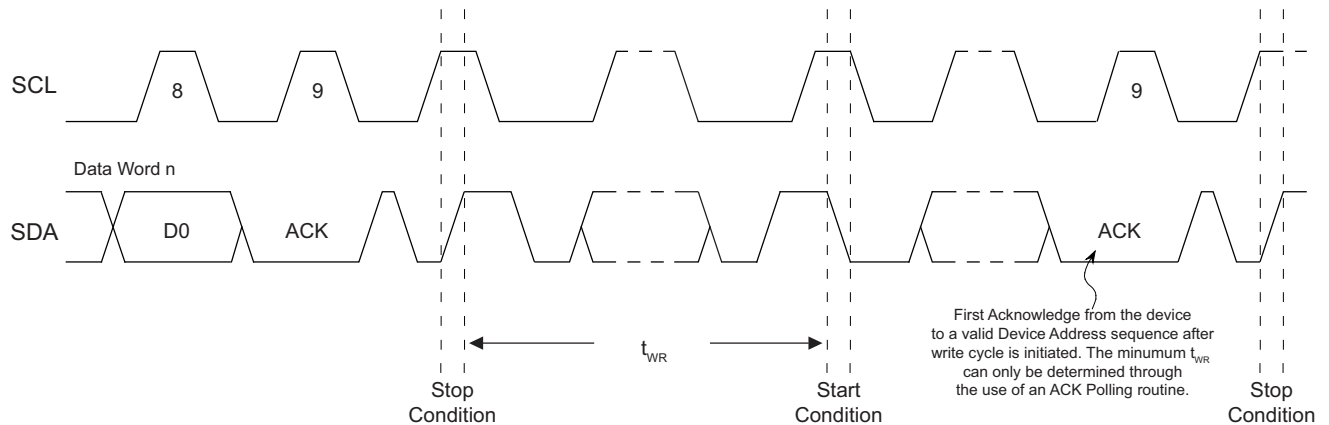 SCL
8
9
9
Data Word n
SDA
D0
ACK
ACK
First Acknowledge from the device
to a valid Device Address sequence after
write cycle is initiated. The minumum tWR
can only be determined through
the use of an ACK Polling routine.
tWR
Stop
Condition
Start
Condition
Stop
Condition